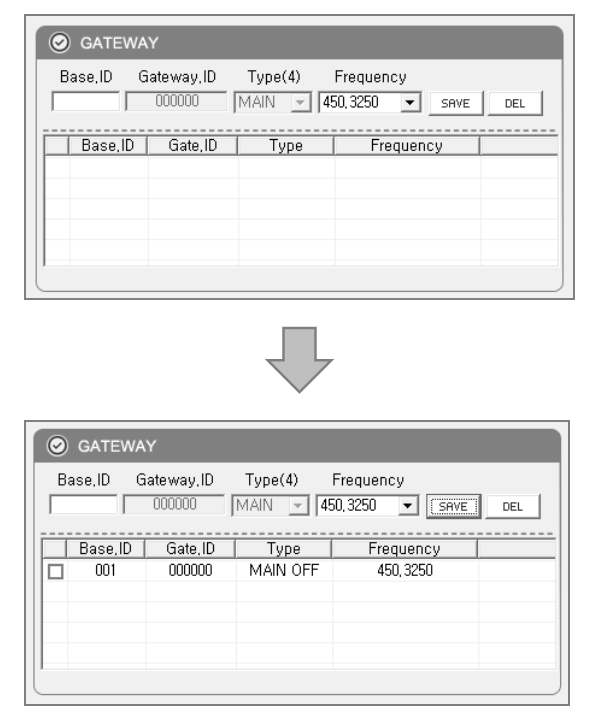 GATEWAY
Base,ID Gateway,ID Type(4) Frequency
000000 MAIN 450,3250 SAVE DEL
Base,ID Gate,ID Type Frequency
GATEWAY
Base,ID Gateway,ID Type(4) Frequency
000000 MAIN 450,3250 SAVE DEL
Base,ID Gate,ID Type Frequency
001 000000 MAIN OFF 450,3250